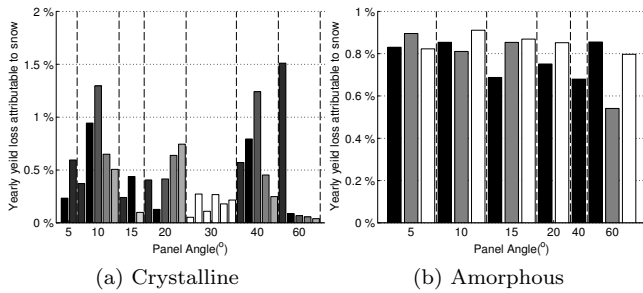 Yearly yeild loss attributable to snow
2 %
1.5 %
1 %
0.5 %
0 %
5 10 15 20 30 40 60
Panel Angle(°)
(a) Crystalline
Yearly yeild loss attributable to snow
1 %
0.8 %
0.6 %
0.4 %
0.2 %
0 %
5 10 15 20 40 60
Panel Angle(°)
(b) Amorphous